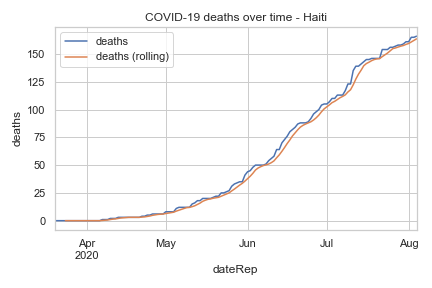 COVID-19 deaths over time - Haiti
deaths
deaths (rolling)
150
125
100
75
50
25
0
deaths
Apr
2020
May
Jun
Jul
Aug
dateRep